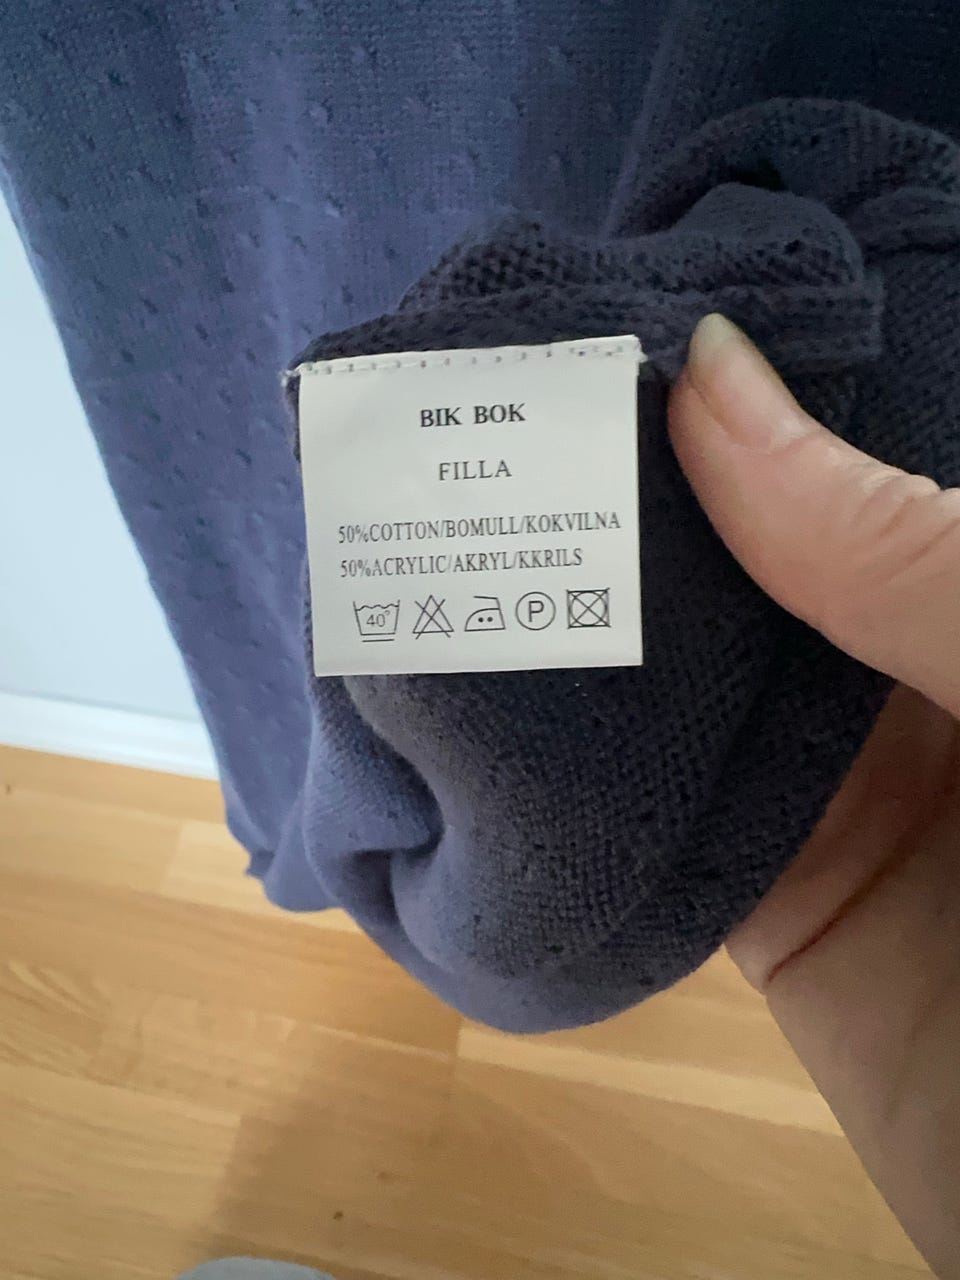 BIK BOK
FILLA
50%COTTON/BOMULL/KOKVILNA
50%ACRYLIC/AKRYL/KKRILS
40° P